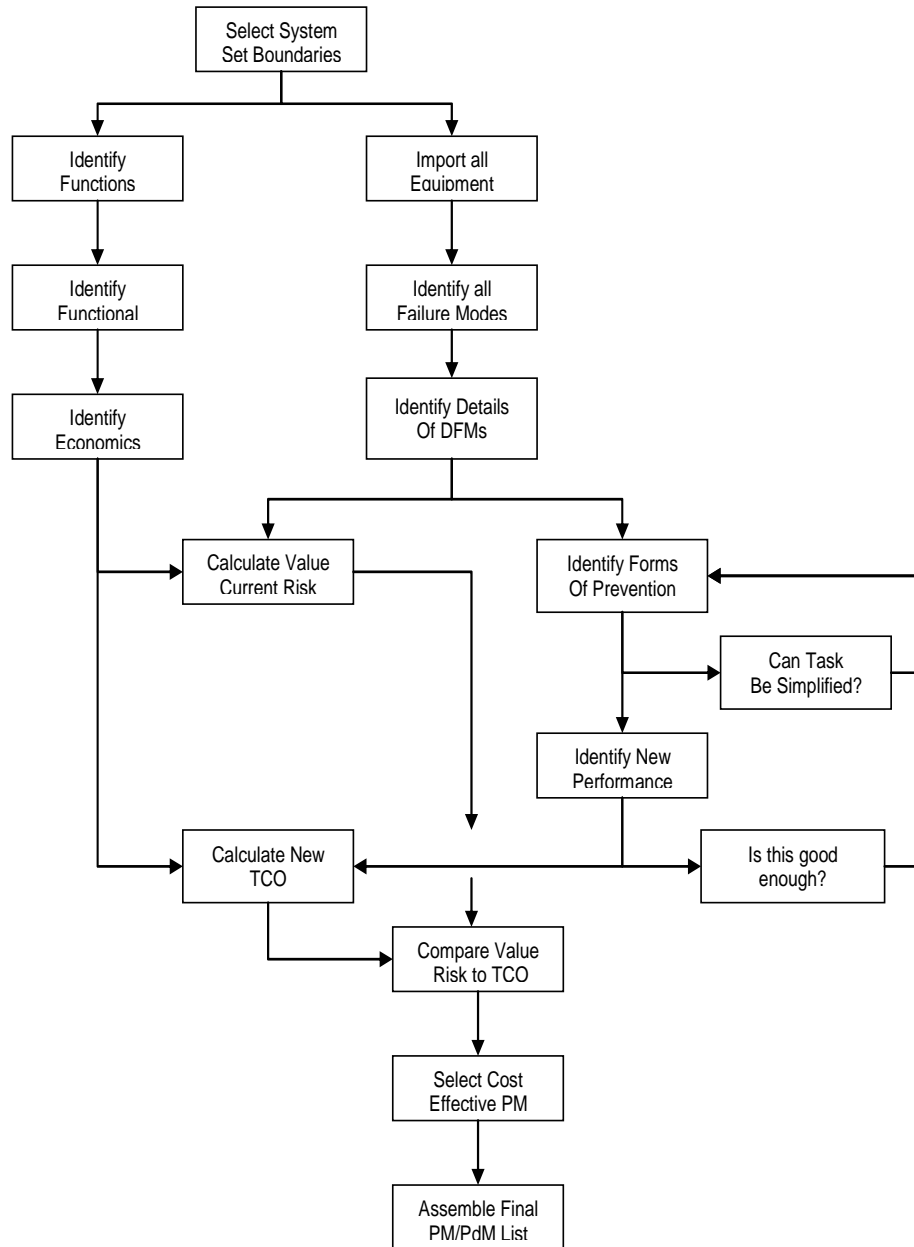 Select System
Set Boundaries
Identify
Functions
Import all
Equipment
Identify
Functional
Identify all
Failure Modes
Identify
Economics
Identify Details
Of DFMs
Calculate Value
Current Risk
Identify Forms
Of Prevention
Can Task
Be Simplified?
Identify New
Performance
Calculate New
TCO
Is this good
enough?
Compare Value
Risk to TCO
Select Cost
Effective PM
Assemble Final
PM/PdM List